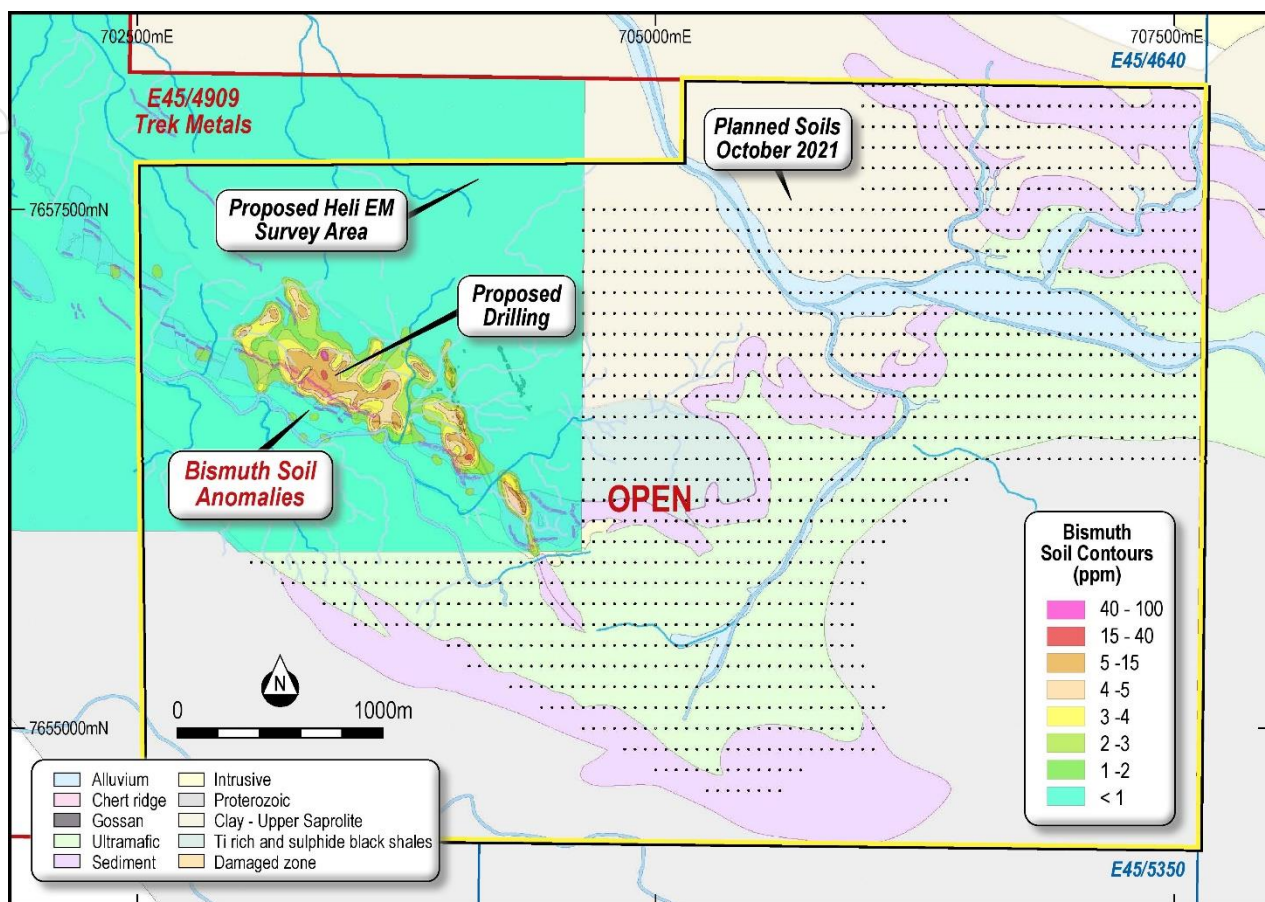 702500mE
705000mE
707500mE
E45/4640
E45/4909
Trek Metals
Planned Soils
October 2021
7657500mN
Proposed Heli EM
Survey Area
Proposed
Drilling
Bismuth Soil
Anomalies
OPEN
Bismuth
Soil Contours
(ppm)
40 - 100
15 - 40
5 -15
4 -5
3 -4
2 -3
1 -2
< 1
N
0
1000m
7655000mN
Alluvium
Chert ridge
Gossan
Ultramafic
Sediment
Intrusive
Proterozoic
Clay - Upper Saprolite
Ti rich and sulphide black shales
Damaged zone
E45/5350